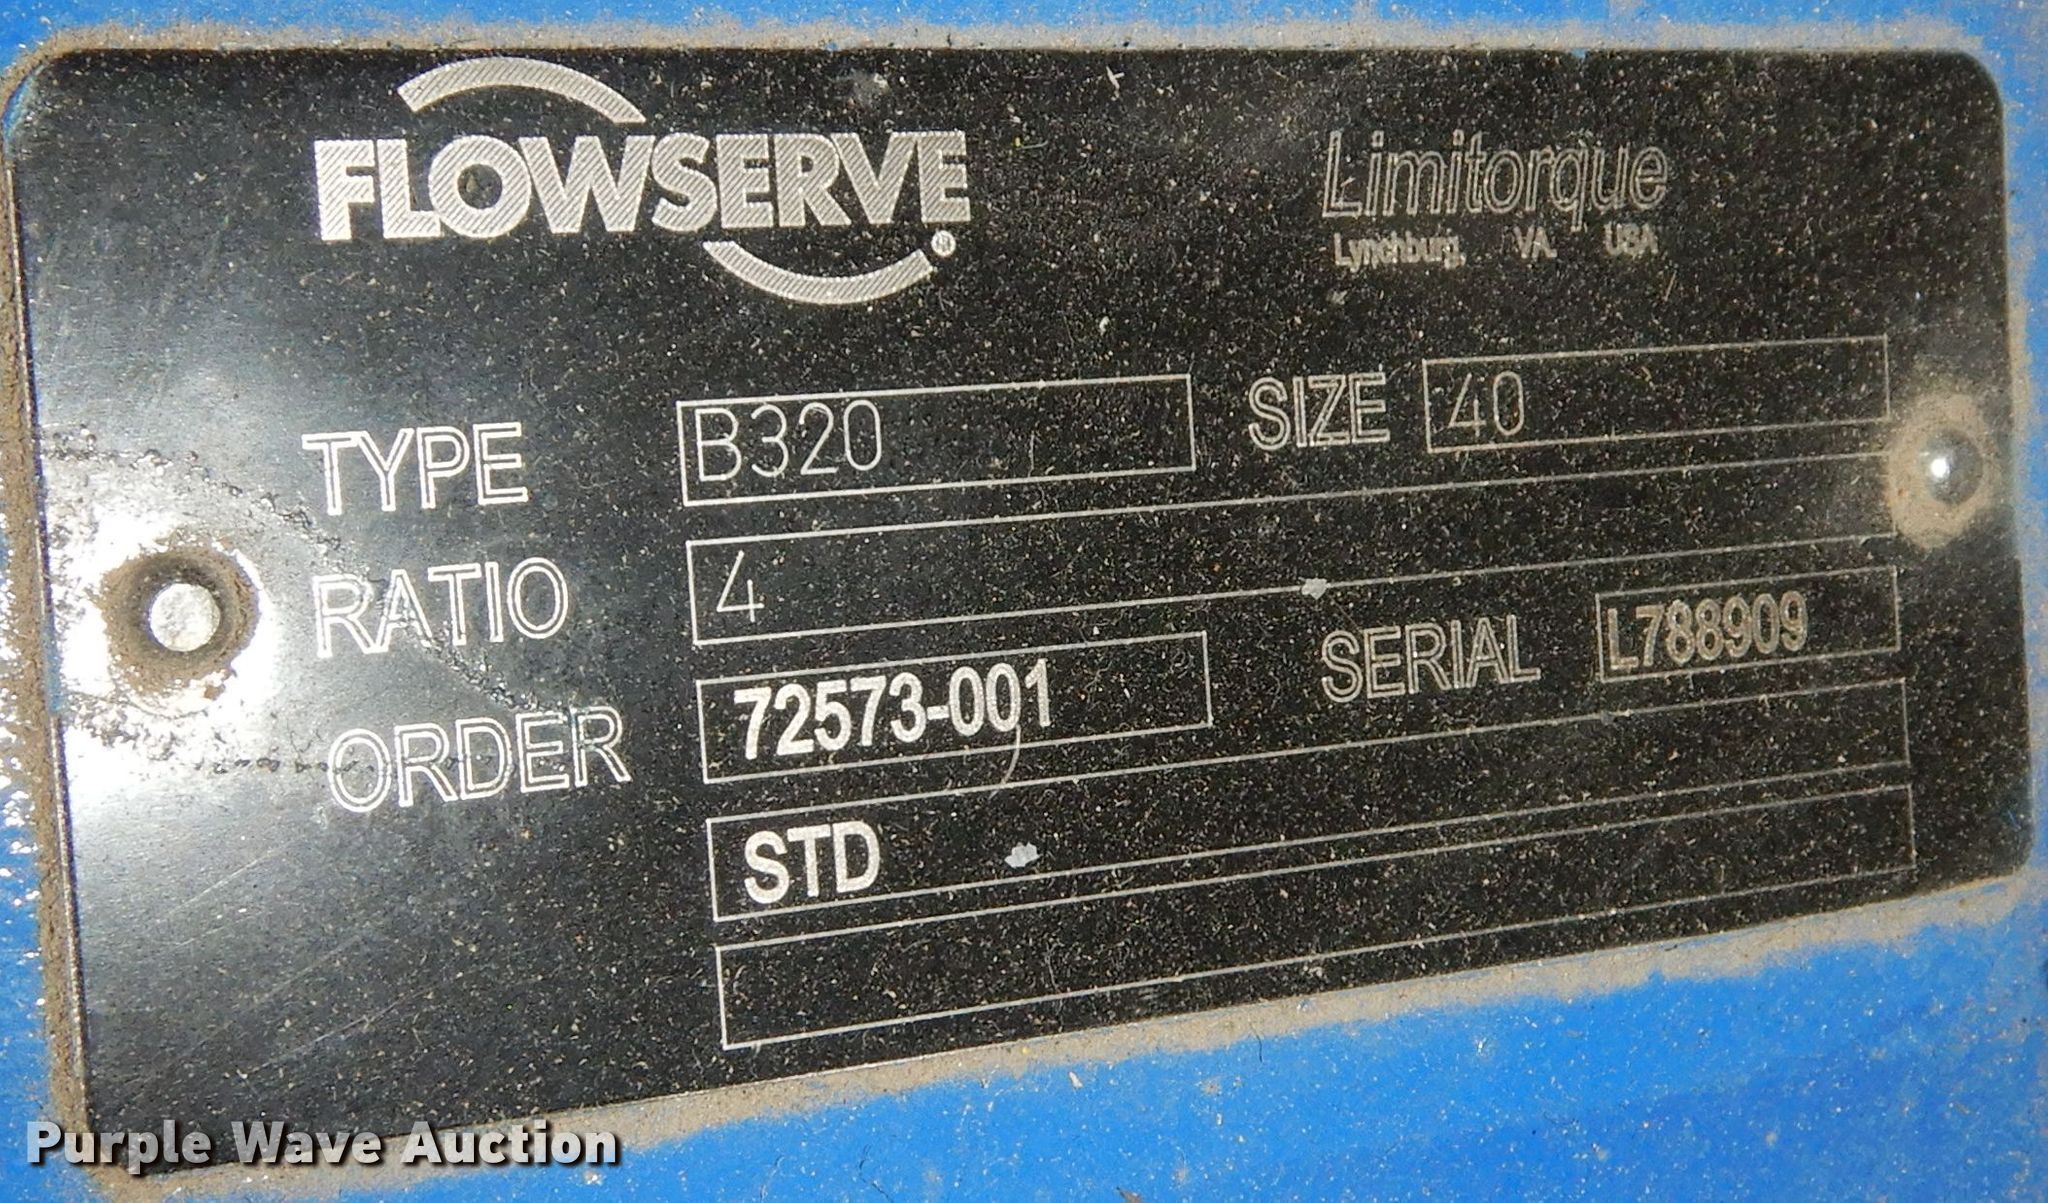 FLOWSERVE®
Limitorque
Lynchburg, VA. USA
TYPE B320 SIZE 40
RATIO 4
ORDER 72573-001 SERIAL L788909
STD
Purple Wave Auction